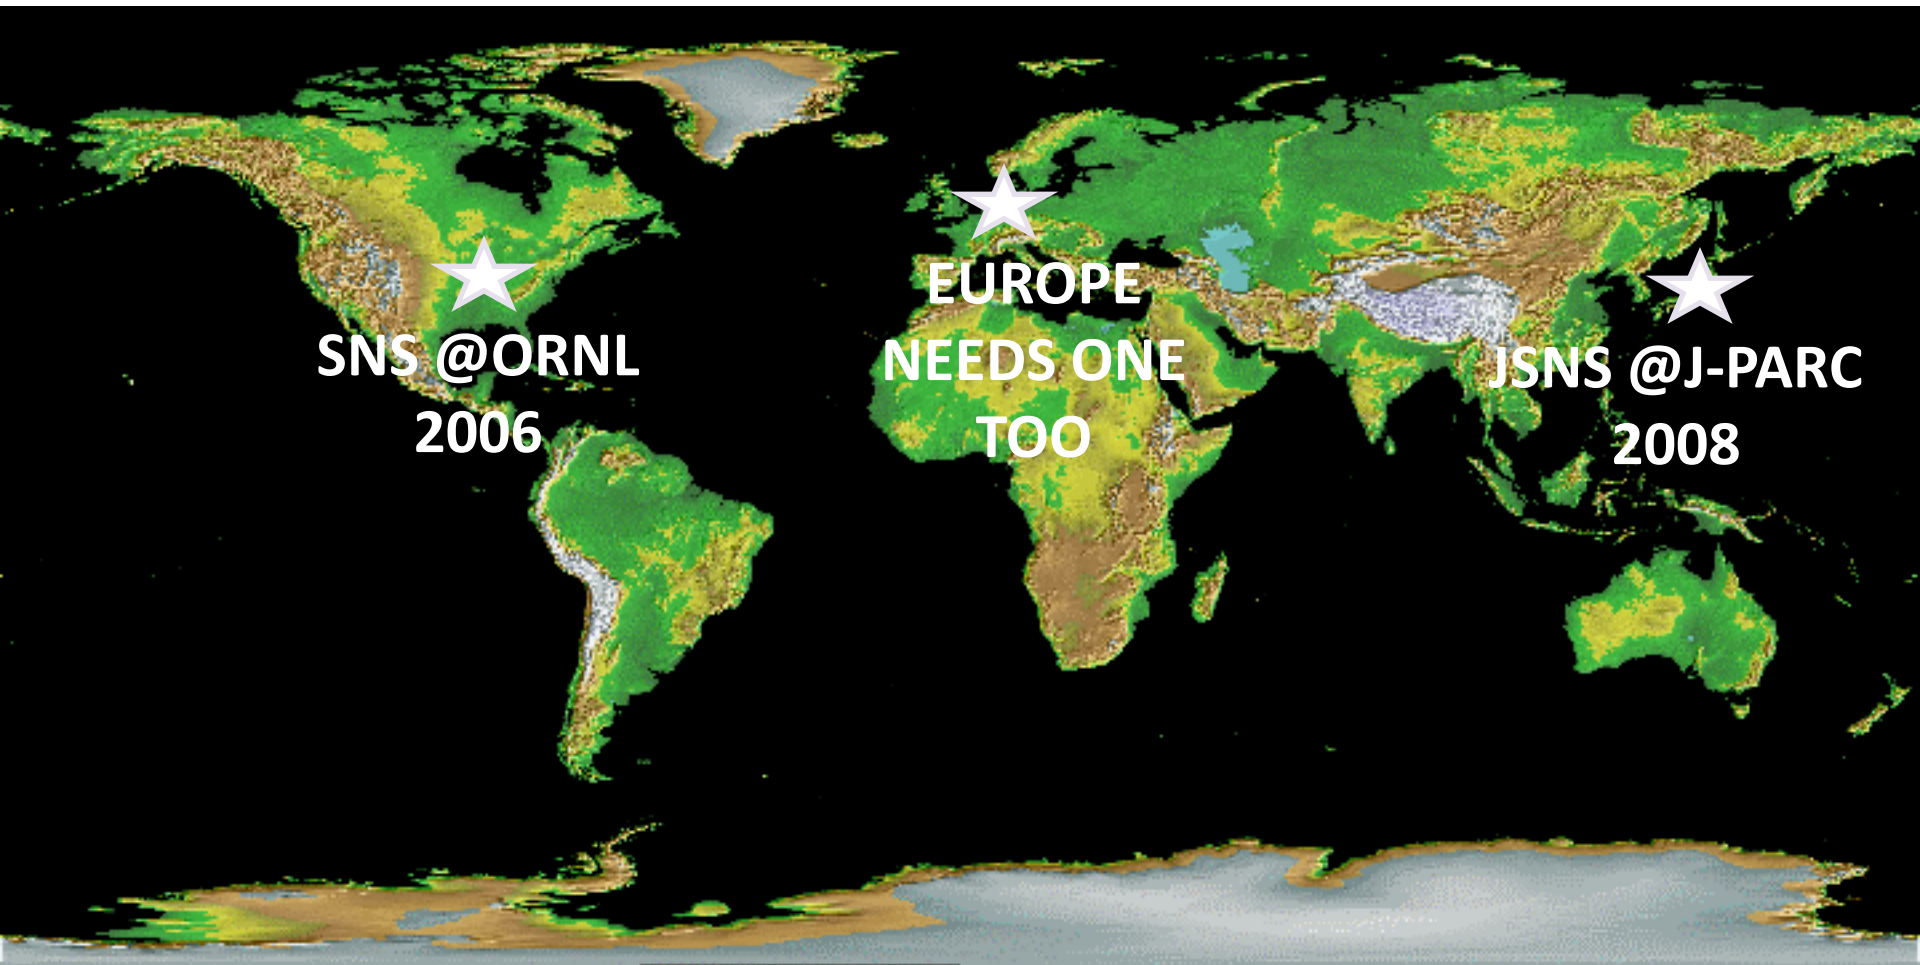 SNS @ORNL
2006
EUROPE
NEEDS ONE
TOO
JSNS @J-PARC
2008